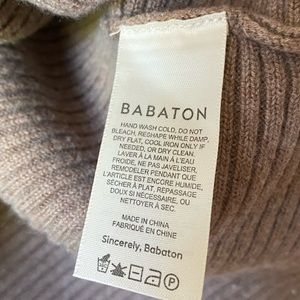 BABATON
HAND WASH COLD, DO NOT
BLEACH, RESHAPE WHILE DAMP,
DRY FLAT, COOL IRON ONLY IF
NEEDED, OR DRY CLEAN.
LAVER À LA MAIN À L'EAU
FROIDE, NE PAS JAVELISER,
REMODELER PENDANT QUE
L'ARTICLE EST ENCORE HUMIDE,
SÉCHER À PLAT, REPASSAGE
DOUX SI NÉCESSAIRE, OU
NETTOYER À SEC.
MADE IN CHINA
FABRIQUÉ EN CHINE
Sincerely, Babaton
P